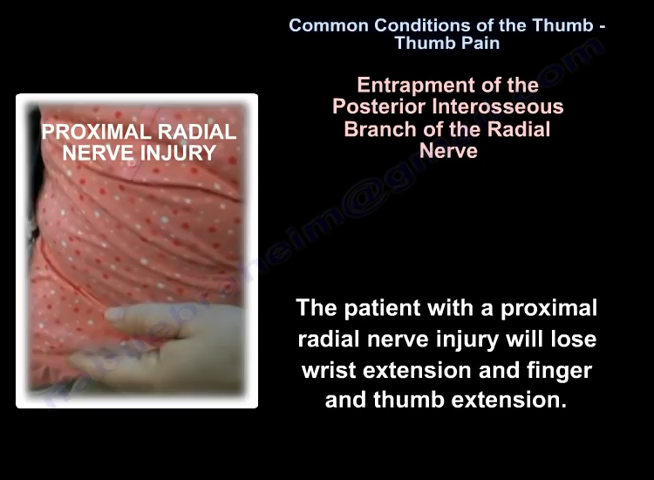 Common Conditions of the Thumb -
Thumb Pain
Entrapment of the
Posterior Interosseous
Branch of the Radial
Nerve
PROXIMAL RADIAL
NERVE INJURY
The patient with a proximal
radial nerve injury will lose
wrist extension and finger
and thumb extension.